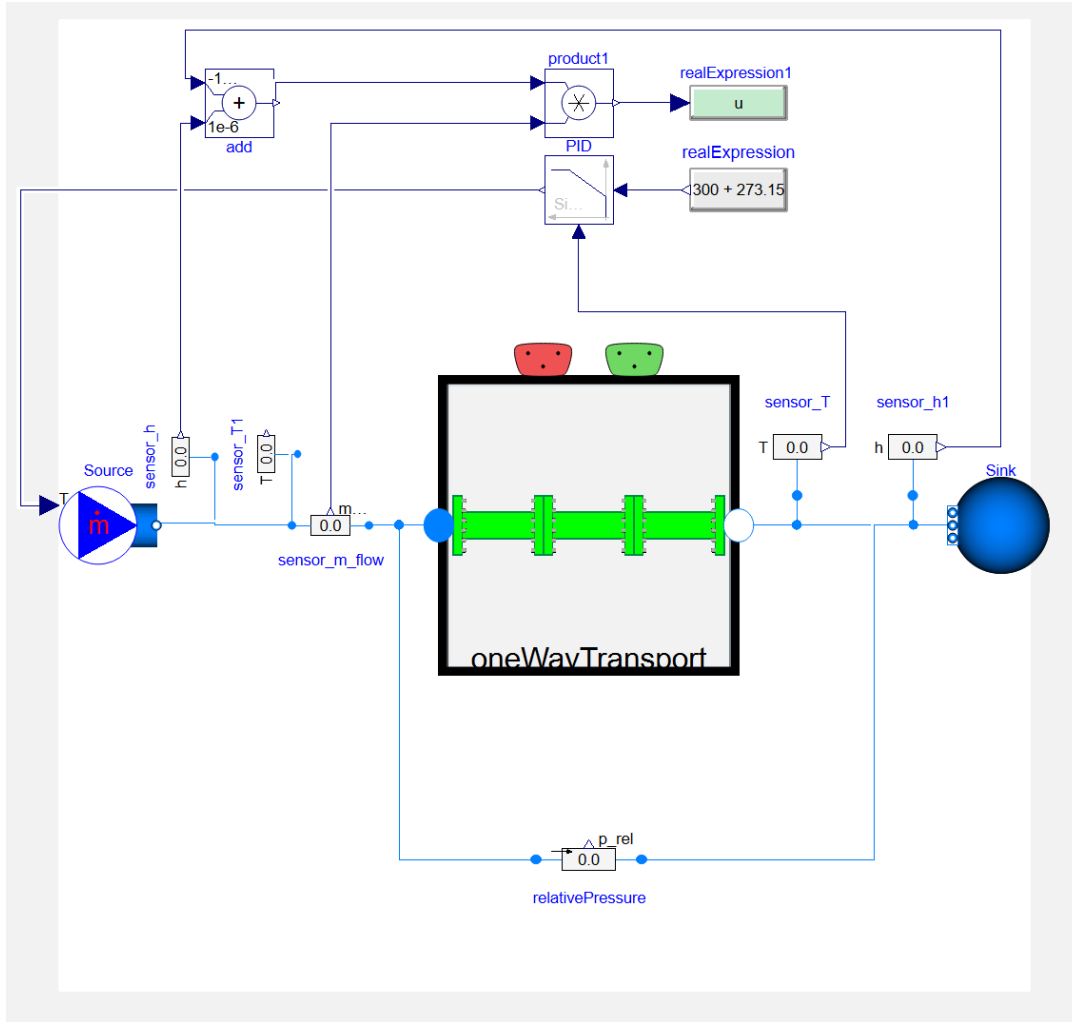 product1
realExpression1
-1...
+
1e-6
add
u
PID
realExpression
Si...
300 + 273.15
sensor_T
sensor_h1
sensor_h
sensor_T1
0.0
h
0.0
T
T
0.0
h
0.0
Source
T
ṁ
m...
0.0
sensor_m_flow
Sink
oneWayTransport
p_rel
0.0
relativePressure